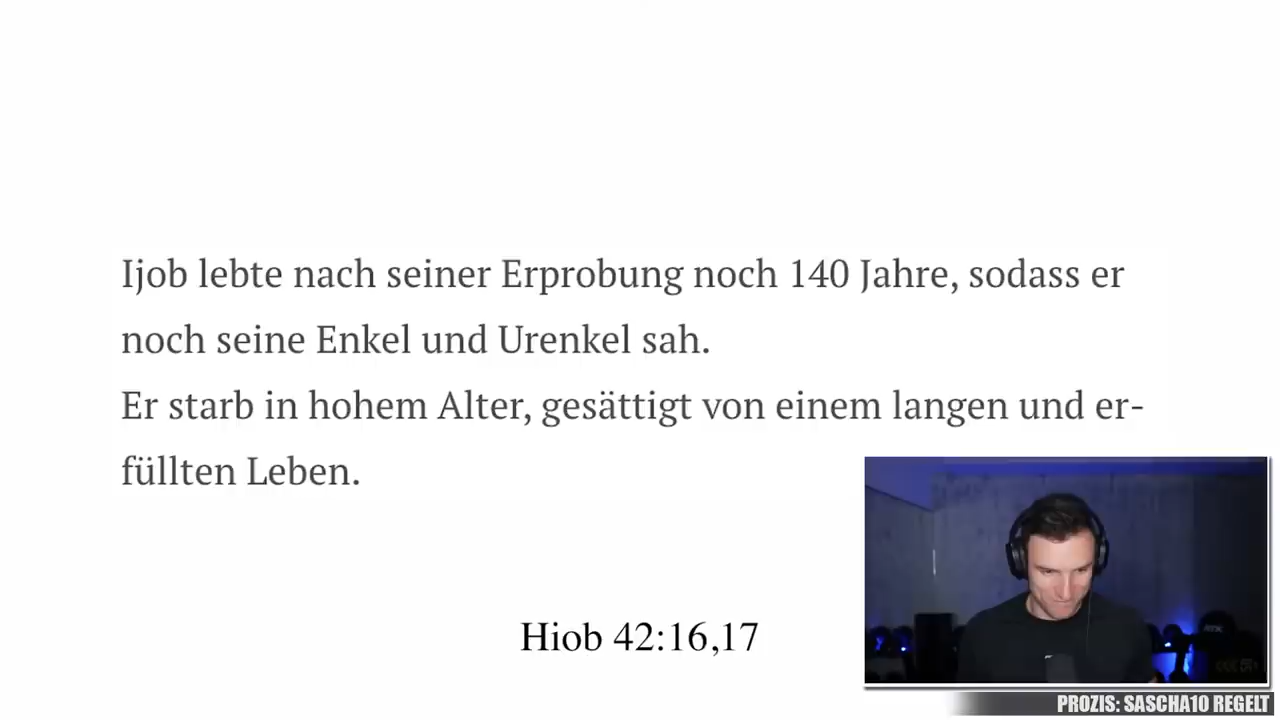 Ijob lebte nach seiner Erprobung noch 140 Jahre, sodass er
noch seine Enkel und Urenkel sah.
Er starb in hohem Alter, gesättigt von einem langen und er-
füllten Leben.
Hiob 42:16,17
PROZIS: SASCHA10 REGELT